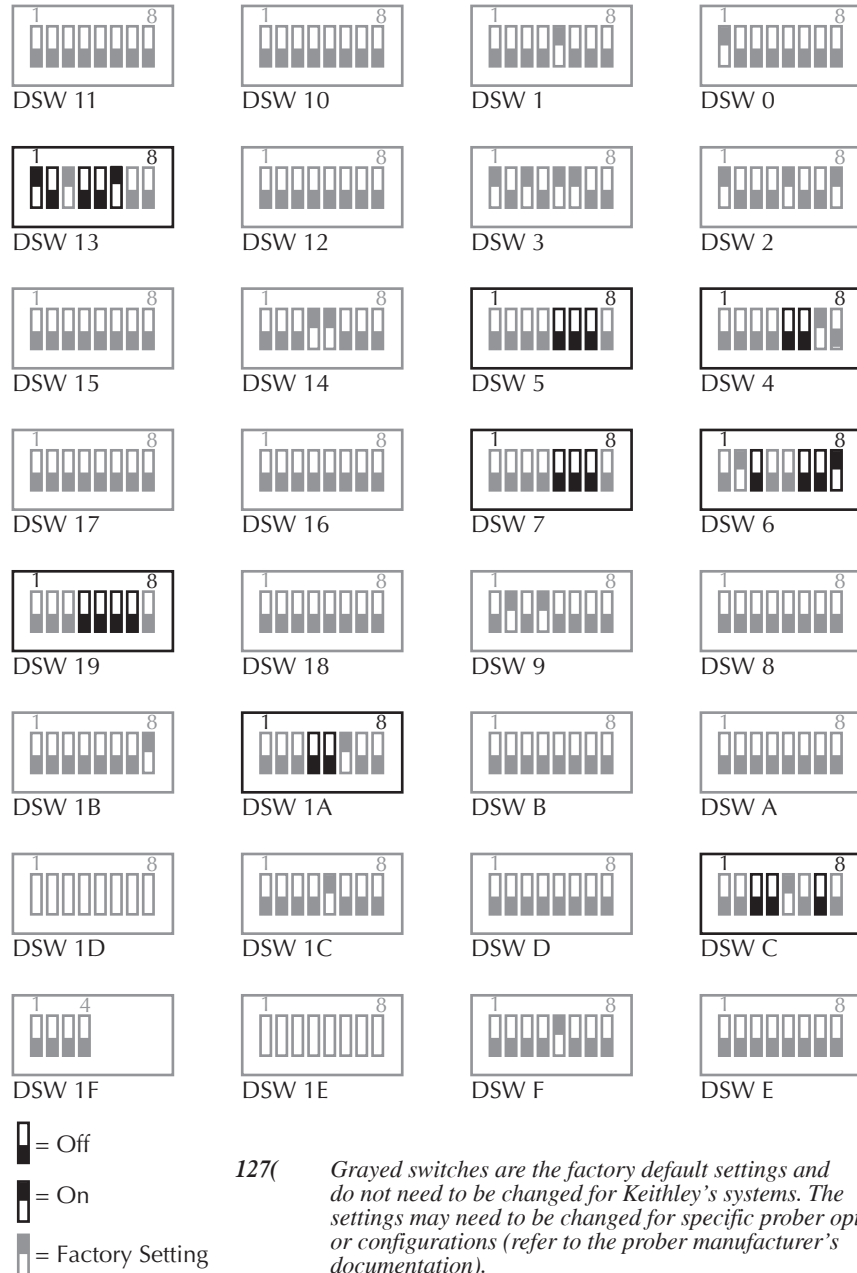 1 8 1 8 1 8 1 8
DSW 11 DSW 10 DSW 1 DSW 0
1 8 1 8 1 8 1 8
DSW 13 DSW 12 DSW 3 DSW 2
1 8 1 8 1 8 1 8
DSW 15 DSW 14 DSW 5 DSW 4
1 8 1 8 1 8 1 8
DSW 17 DSW 16 DSW 7 DSW 6
1 8 1 8 1 8 1 8
DSW 19 DSW 18 DSW 9 DSW 8
1 8 1 8 1 8 1 8
DSW 1B DSW 1A DSW B DSW A
1 8 1 8 1 8 1 8
DSW 1D DSW 1C DSW D DSW C
1 4 1 8 1 8 1 8
DSW 1F DSW 1E DSW F DSW E
= Off
= On
= Factory Setting
127( Grayed switches are the factory default settings and
do not need to be changed for Keithley's systems. The
settings may need to be changed for specific prober opt
or configurations (refer to the prober manufacturer's
documentation).